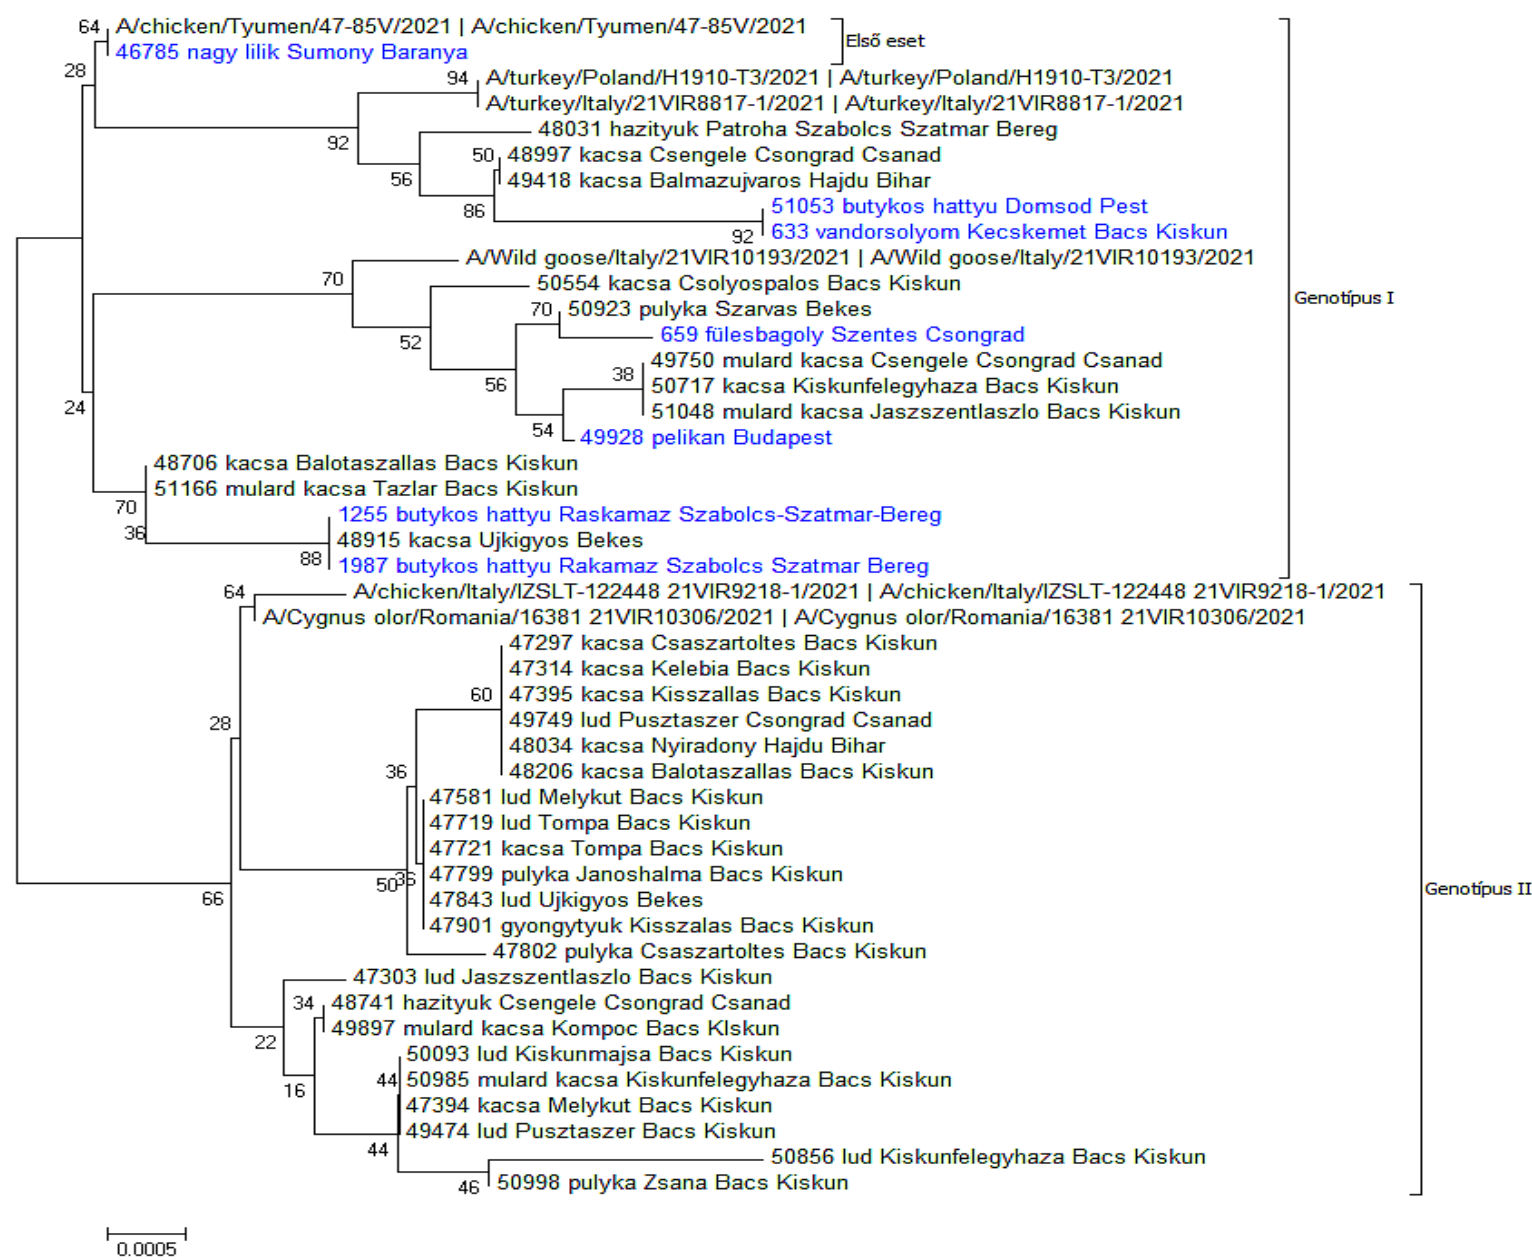 64 A/chicken/Tyumen/47-85V/2021 | A/chicken/Tyumen/47-85V/2021
46785 nagy lilik Sumony Baranya
Első eset
28
94 A/turkey/Poland/H1910-T3/2021 | A/turkey/Poland/H1910-T3/2021
A/turkey/Italy/21VIR8817-1/2021 | A/turkey/Italy/21VIR8817-1/2021
92
48031 hazityuk Patroha Szabolcs Szatmar Bereg
50 48997 kacsa Csengele Csongrad Csanad
56
49418 kacsa Balmazujvaros Hajdu Bihar
86
51053 butykos hattyu Domsod Pest
92 633 vandorsolyom Kecskemet Bacs Kiskun
A/Wild goose/Italy/21VIR10193/2021 | A/Wild goose/Italy/21VIR10193/2021
70
50554 kacsa Csolyospalos Bacs Kiskun
Genotípus I
70 50923 pulyka Szarvas Bekes
52
659 fülesbagoly Szentes Csongrad
49750 mulard kacsa Csengele Csongrad Csanad
38
56
50717 kacsa Kiskunfelegyhaza Bacs Kiskun
24
51048 mulard kacsa Jaszszentlaszlo Bacs Kiskun
54 49928 pelikan Budapest
48706 kacsa Balotaszallas Bacs Kiskun
51166 mulard kacsa Tazlar Bacs Kiskun
70
1255 butykos hattyu Raskamaz Szabolcs-Szatmar-Bereg
36
48915 kacsa Ujkigyos Bekes
88
1987 butykos hattyu Rakamaz Szabolcs Szatmar Bereg
64 A/chicken/Italy/IZSLT-122448 21VIR9218-1/2021 | A/chicken/Italy/IZSLT-122448 21VIR9218-1/2021
A/Cygnus olor/Romania/16381 21VIR10306/2021 | A/Cygnus olor/Romania/16381 21VIR10306/2021
47297 kacsa Csaszartoltes Bacs Kiskun
47314 kacsa Kelebia Bacs Kiskun
60 47395 kacsa Kisszallas Bacs Kiskun
28
49749 lud Pusztaszer Csongrad Csanad
48034 kacsa Nyiradony Hajdu Bihar
36
48206 kacsa Balotaszallas Bacs Kiskun
47581 lud Melykut Bacs Kiskun
47719 lud Tompa Bacs Kiskun
47721 kacsa Tompa Bacs Kiskun
50 36
47799 pulyka Janoshalma Bacs Kiskun
Genotípus II
66
47843 lud Ujkigyos Bekes
47901 gyongytyuk Kisszalas Bacs Kiskun
47802 pulyka Csaszartoltes Bacs Kiskun
47303 lud Jaszszentlaszlo Bacs Kiskun
34 48741 hazityuk Csengele Csongrad Csanad
49897 mulard kacsa Kompoc Bacs KIskun
22
50093 lud Kiskunmajsa Bacs Kiskun
44 50985 mulard kacsa Kiskunfelegyhaza Bacs Kiskun
16
47394 kacsa Melykut Bacs Kiskun
49474 lud Pusztaszer Bacs Kiskun
44
50856 lud Kiskunfelegyhaza Bacs Kiskun
46 50998 pulyka Zsana Bacs Kiskun
0.0005